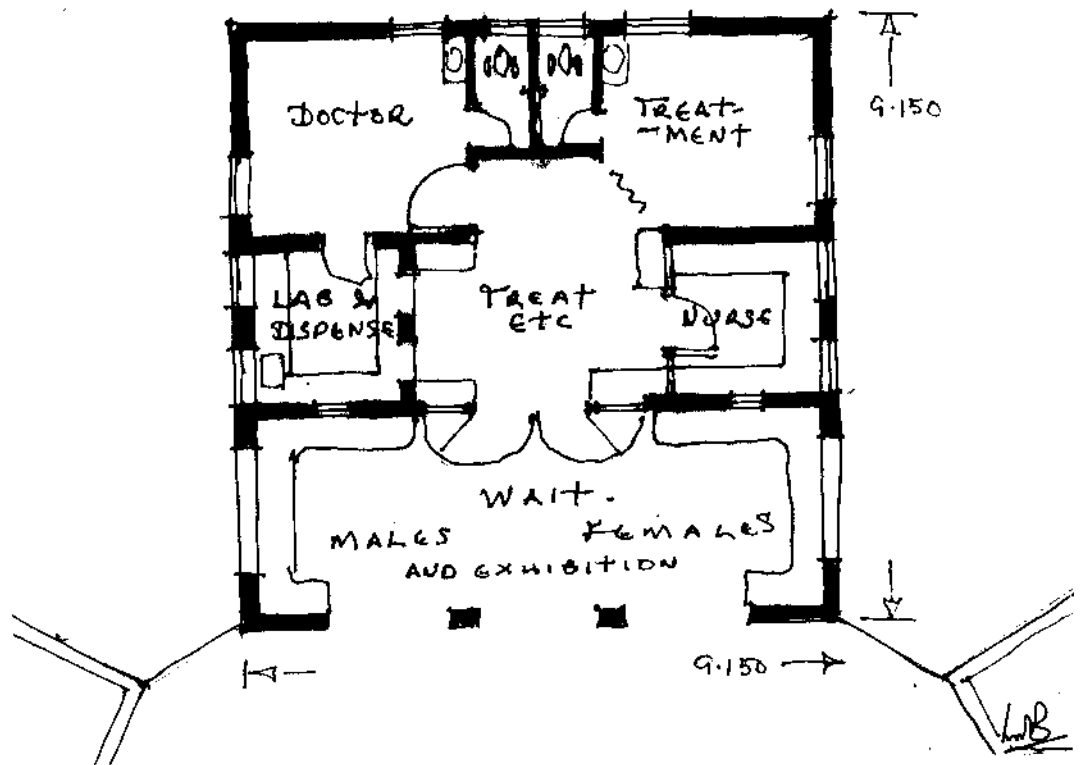 DOCTOR
TREAT-
-MENT
9.150
LAB &
DISPENSE
TREAT
ETC
NURSE
WAIT.
MALES FEMALES
AND EXHIBITION
9.150